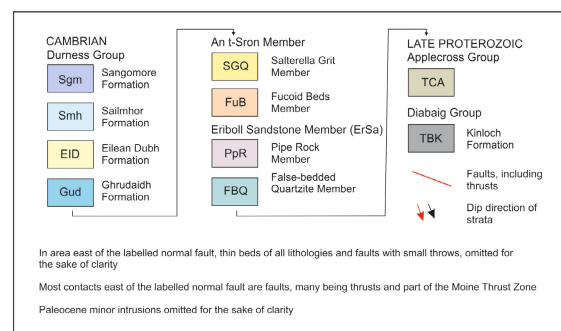 CAMBRIAN
Durness Group
Sgm
Sangomore
Formation
Smh
Sailmhor
Formation
EID
Eilean Dubh
Formation
Gud
Ghrudaidh
Formation
An t-Sron Member
SGQ
Salterella Grit
Member
FuB
Fucoid Beds
Member
Eriboll Sandstone Member (ErSa)
PpR
Pipe Rock
Member
FBQ
False-bedded
Quartzite Member
LATE PROTEROZOIC
Applecross Group
TCA
Diabaig Group
TBK
Kinloch
Formation
Faults, including
thrusts
Dip direction of
strata
In area east of the labelled normal fault, thin beds of all lithologies and faults with small throws, omitted for
the sake of clarity
Most contacts east of the labelled normal fault are faults, many being thrusts and part of the Moine Thrust Zone
Paleocene minor intrusions omitted for the sake of clarity